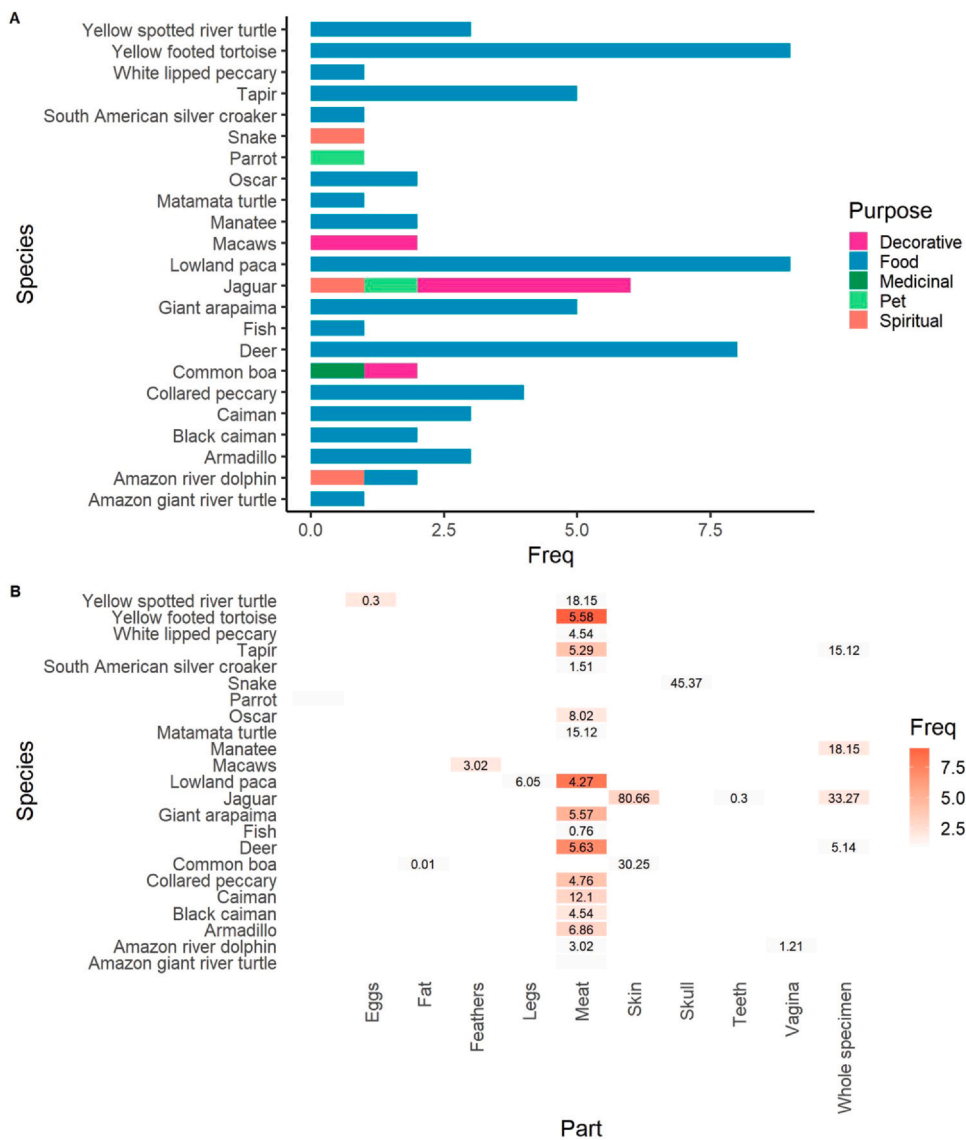 A
Species
Yellow spotted river turtle
Yellow footed tortoise
White lipped peccary
Tapir
South American silver croaker
Snake
Parrot
Oscar
Matamata turtle
Manatee
Macaws
Lowland paca
Jaguar
Giant arapaima
Fish
Deer
Common boa
Collared peccary
Caiman
Black caiman
Armadillo
Amazon river dolphin
Amazon giant river turtle
0.0 2.5 5.0 7.5
Freq
Purpose
Decorative
Food
Medicinal
Pet
Spiritual
B
Species
Yellow spotted river turtle 0.3 18.15
Yellow footed tortoise 5.58
White lipped peccary 4.54
Tapir 5.29 15.12
South American silver croaker 1.51
Snake 45.37
Parrot
Oscar 8.02
Matamata turtle 15.12
Manatee 18.15
Macaws 3.02
Lowland paca 6.05 4.27
Jaguar 80.66 0.3 33.27
Giant arapaima 5.57
Fish 0.76
Deer 5.63 5.14
Common boa 0.01 30.25
Collared peccary 4.76
Caiman 12.1
Black caiman 4.54
Armadillo 6.86
Amazon river dolphin 3.02 1.21
Amazon giant river turtle
Eggs
Fat
Feathers
Legs
Meat
Skin
Skull
Teeth
Vagina
Whole specimen
Part
Freq
7.5
5.0
2.5